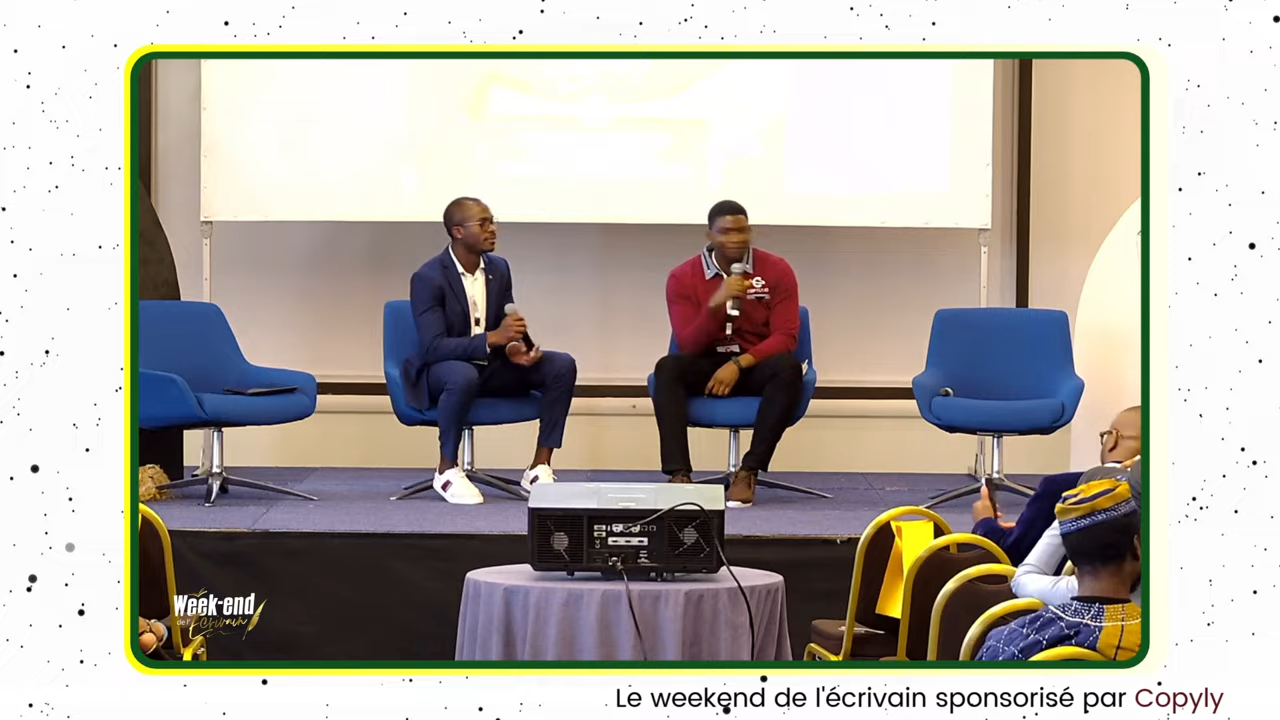 Week-end
de l'Écrivain
Le weekend de l'écrivain sponsorisé par Copyly